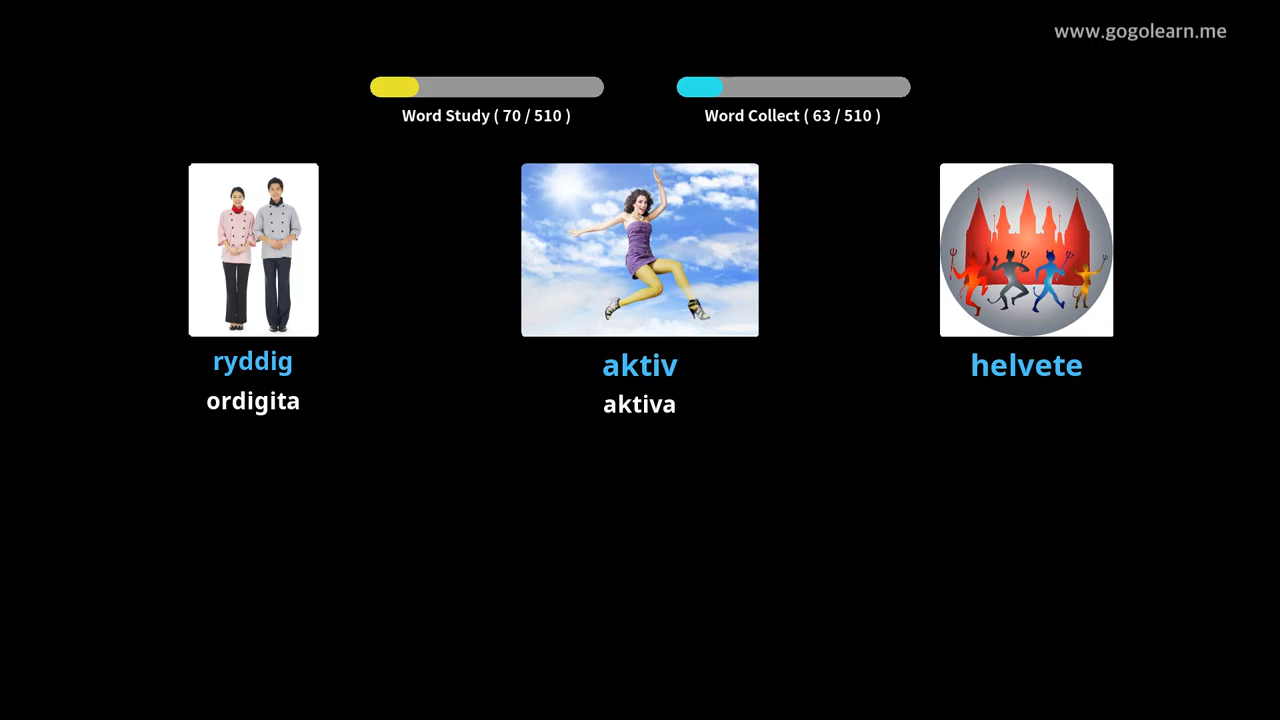 www.gogolearn.me
Word Study ( 70 / 510 )
Word Collect ( 63 / 510 )
ryddig
ordigita
aktiv
aktiva
helvete